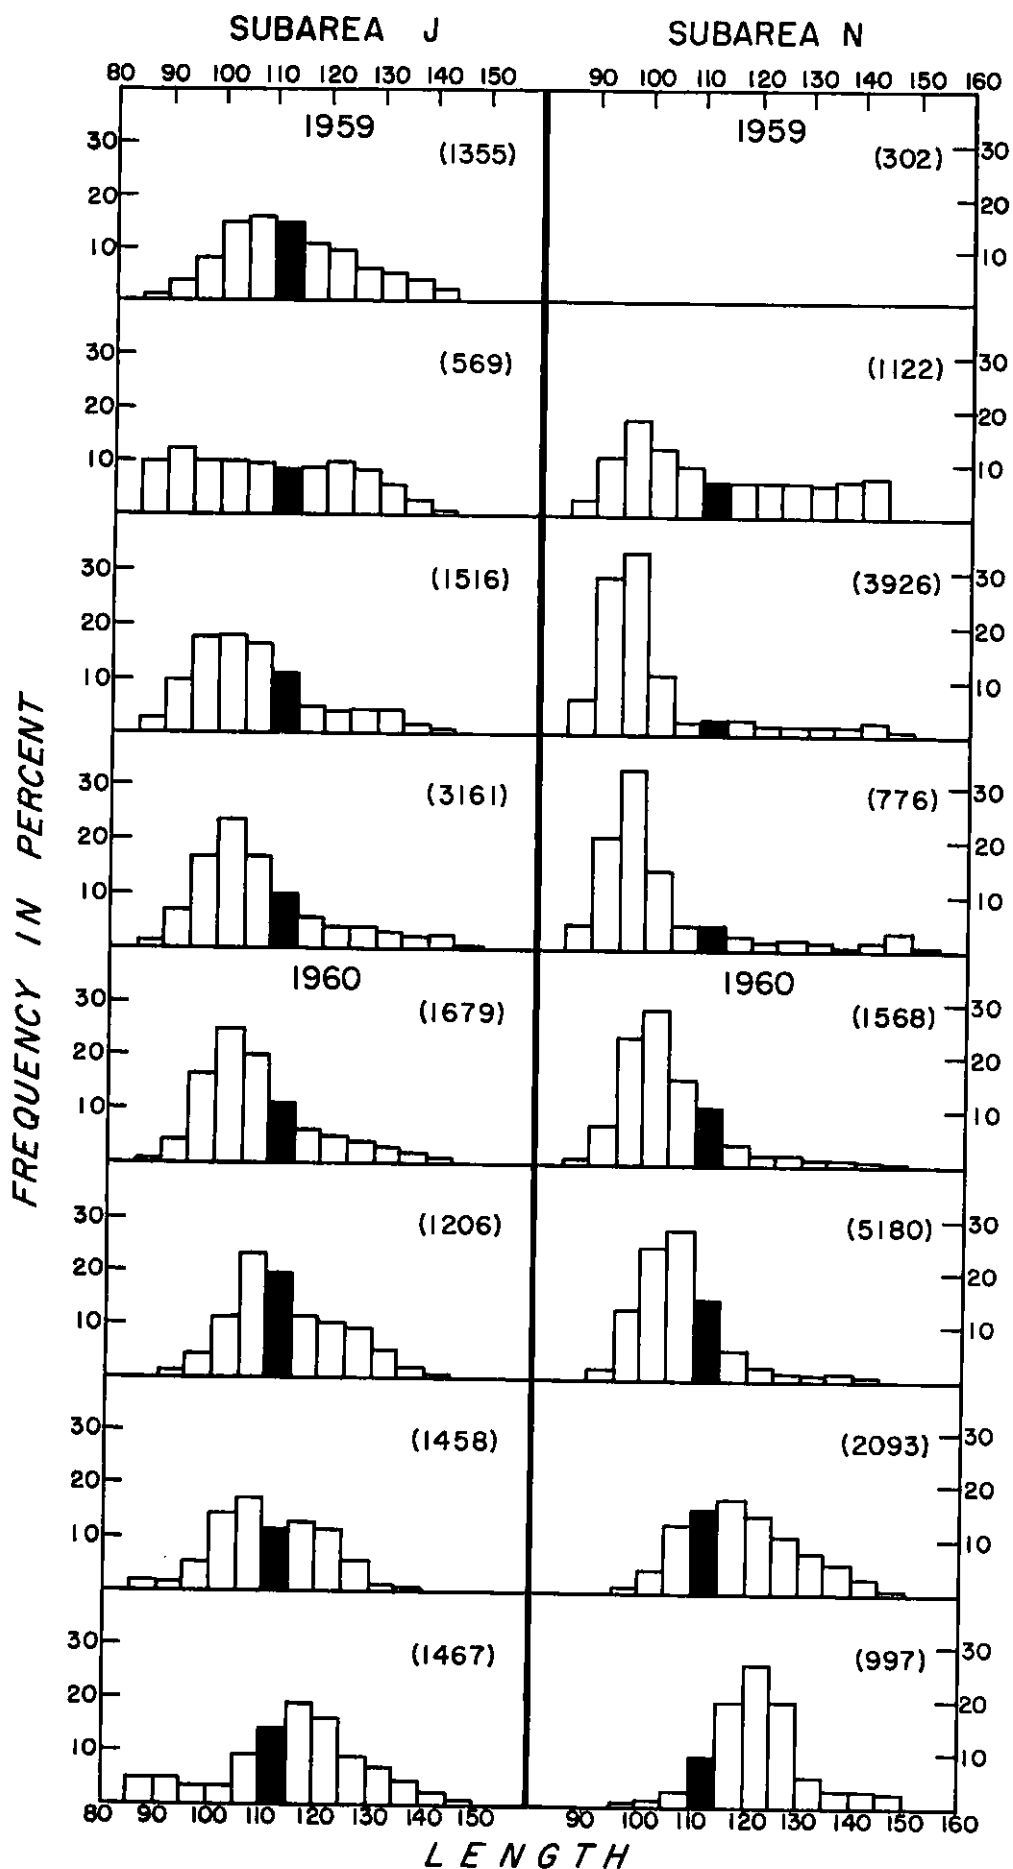 SUBAREA J SUBAREA N
80 90 100 110 120 130 140 150 90 100 110 120 130 140 150 160
1959 1959
30 (1355) (302) 30
20 20
10 10
30 (569) (1122) 30
20 20
10 10
30 (1516) (3926) 30
20 20
10 10
30 (3161) (776) 30
20 20
10 10
1960 1960
30 (1679) (1568) 30
20 20
10 10
30 (1206) (5180) 30
20 20
10 10
30 (1458) (2093) 30
20 20
10 10
30 (1467) (997) 30
20 20
10 10
80 90 100 110 120 130 140 150 90 100 110 120 130 140 150 160
LENGTH
FREQUENCY IN PERCENT